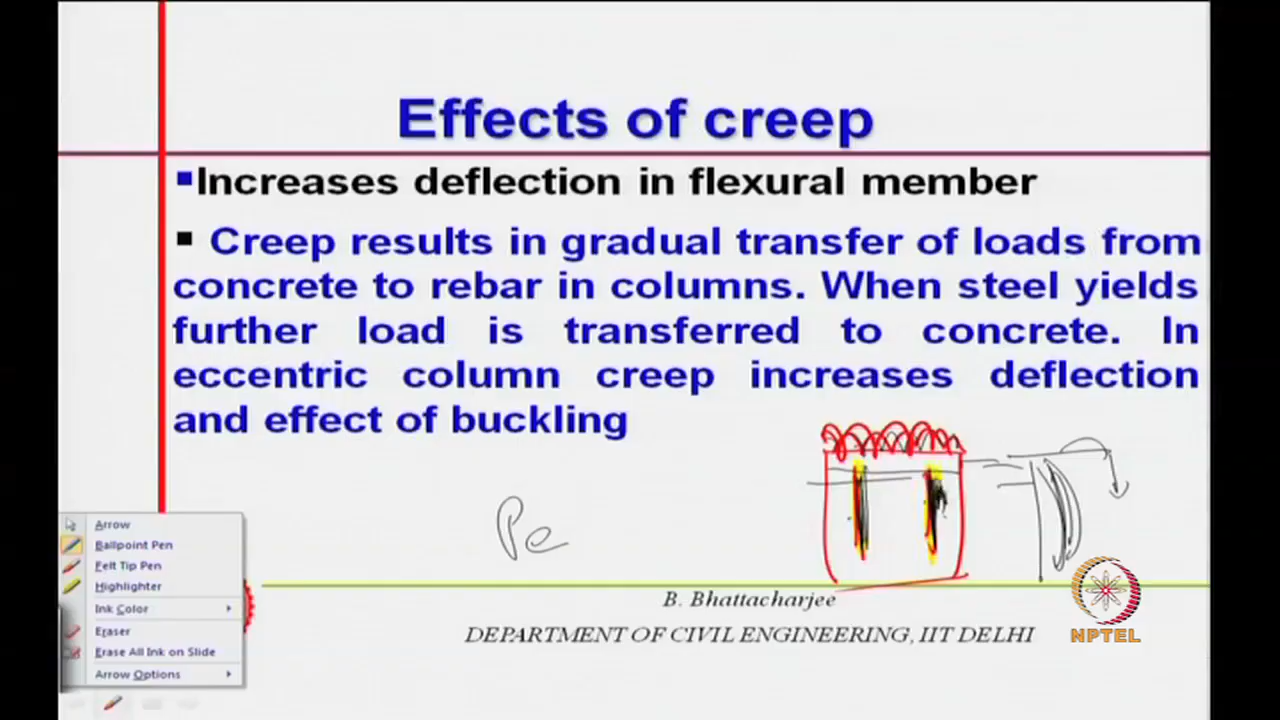 Effects of creep
▪Increases deflection in flexural member
▪ Creep results in gradual transfer of loads from
concrete to rebar in columns. When steel yields
further load is transferred to concrete. In
eccentric column creep increases deflection
and effect of buckling
Pe
Arrow
Ballpoint Pen
Felt Tip Pen
Highlighter
Ink Color
Eraser
Erase All Ink on Slide
Arrow Options
B. Bhattacharjee
DEPARTMENT OF CIVIL ENGINEERING, IIT DELHI
NPTEL